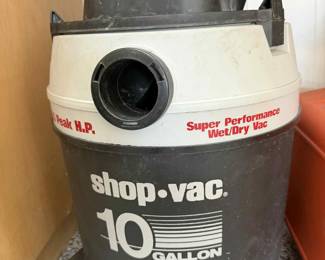 Peak H.P.
Super Performance
Wet/Dry Vac
shop·vac®
10
GALLON